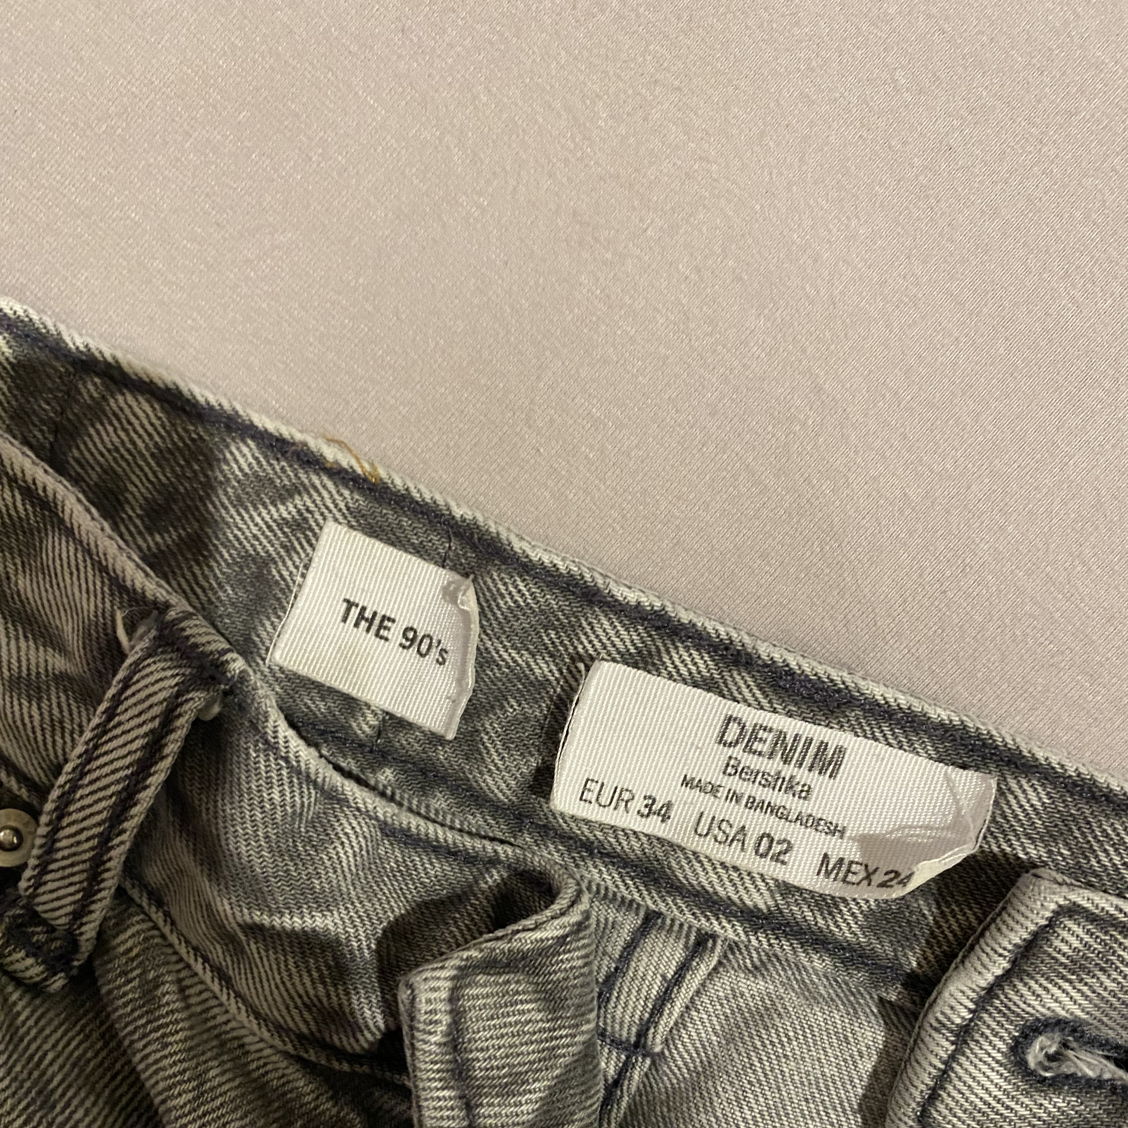 THE 90's
DENIM
Bershka
MADE IN BANGLADESH
EUR 34 USA 02 MEX 24